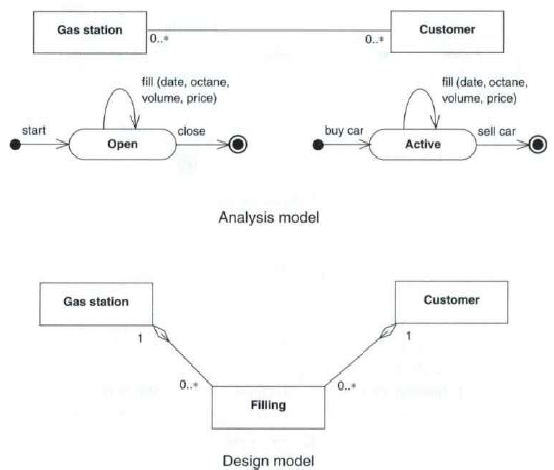 Gas station
Customer
0..*
0..*
fill (date, octane,
volume, price)
fill (date, octane,
volume, price)
start
Open
close
buy car
Active
sell car
Analysis model
Gas station
Customer
1
1
0..*
0..*
Filling
Design model